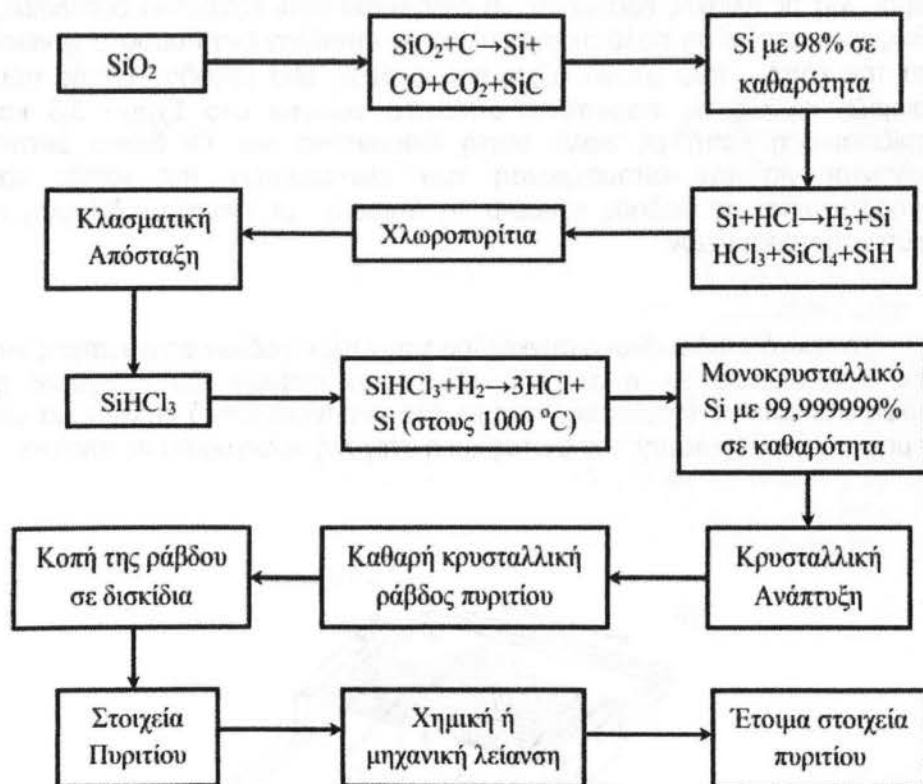 SiO₂
SiO₂+C→Si+
CO+CO₂+SiC
Si με 98% σε
καθαρότητα
Si+HCl→H₂+Si
HCl₃+SiCl₄+SiH
Χλωροπυρίτια
Κλασματική
Απόσταξη
SiHCl₃
SiHCl₃+H₂→3HCl+
Si (στους 1000 °C)
Μονοκρυσταλλικό
Si με 99,999999%
σε καθαρότητα
Κρυσταλλική
Ανάπτυξη
Καθαρή κρυσταλλική
ράβδος πυριτίου
Κοπή της ράβδου
σε δισκίδια
Στοιχεία
Πυριτίου
Χημική ή
μηχανική λείανση
Έτοιμα στοιχεία
πυριτίου